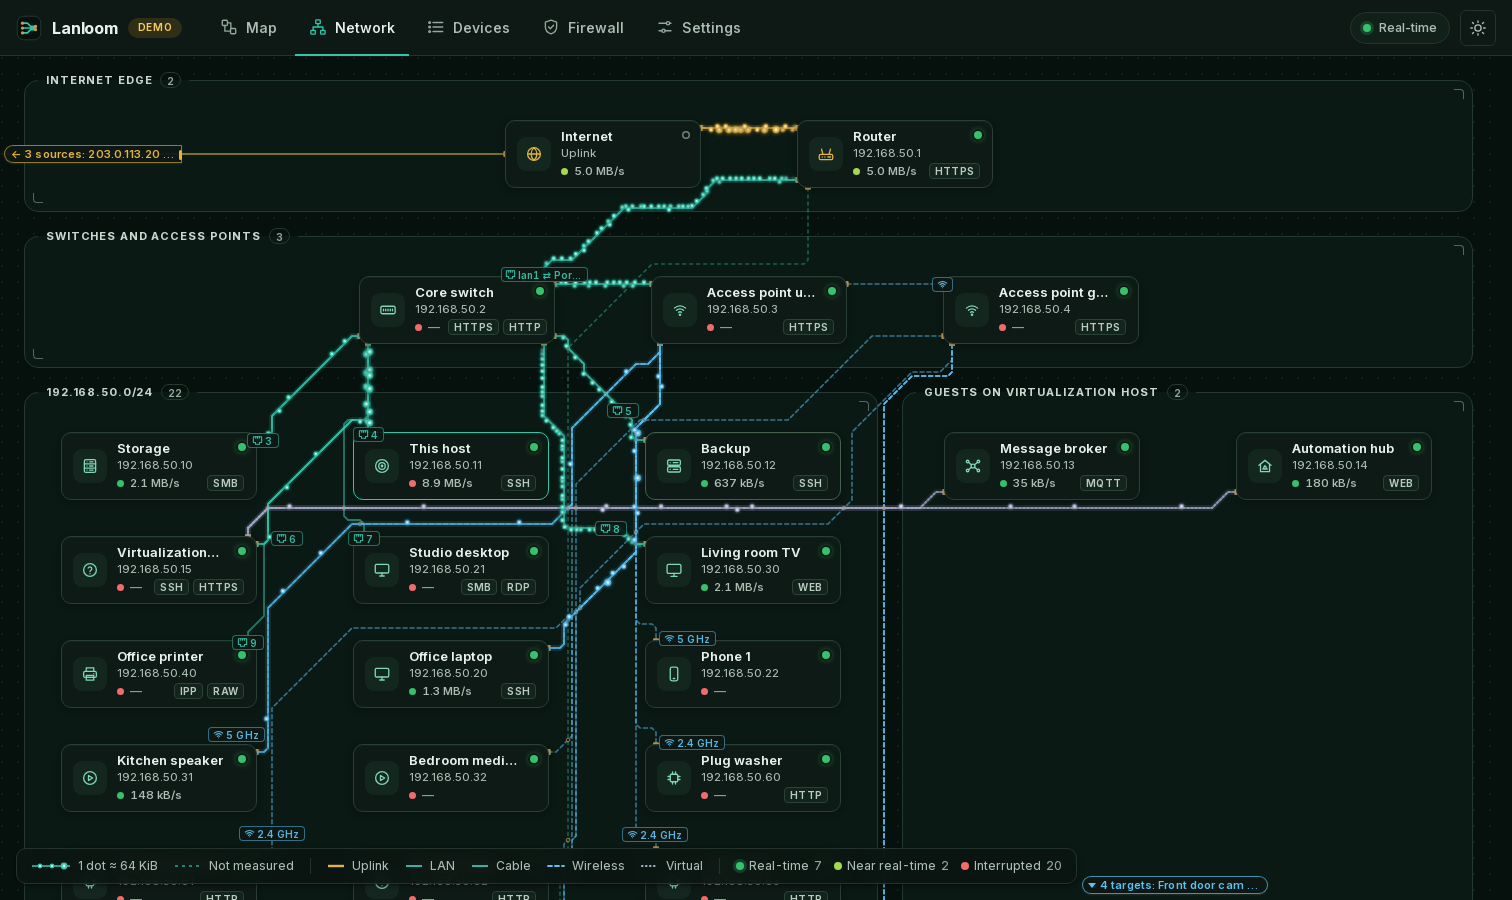 Lanloom DEMO Map Network Devices Firewall Settings Real-time
INTERNET EDGE 2
Internet
Uplink
5.0 MB/s
Router
192.168.50.1
5.0 MB/s HTTPS
← 3 sources: 203.0.113.20 ...
SWITCHES AND ACCESS POINTS 3
lan1 ⇄ Por...
Core switch
192.168.50.2
— HTTPS HTTP
Access point u...
192.168.50.3
— HTTPS
Access point g...
192.168.50.4
— HTTPS
192.168.50.0/24 22
GUESTS ON VIRTUALIZATION HOST 2
5
3
4
Storage
192.168.50.10
2.1 MB/s SMB
This host
192.168.50.11
8.9 MB/s SSH
Backup
192.168.50.12
637 kB/s SSH
Message broker
192.168.50.13
35 kB/s MQTT
Automation hub
192.168.50.14
180 kB/s WEB
8
6
7
Virtualization...
192.168.50.15
— SSH HTTPS
Studio desktop
192.168.50.21
— SMB RDP
Living room TV
192.168.50.30
2.1 MB/s WEB
9
5 GHz
Office printer
192.168.50.40
— IPP RAW
Office laptop
192.168.50.20
1.3 MB/s SSH
Phone 1
192.168.50.22
—
5 GHz
2.4 GHz
Kitchen speaker
192.168.50.31
148 kB/s
Bedroom medi...
192.168.50.32
—
Plug washer
192.168.50.60
— HTTP
2.4 GHz
2.4 GHz
1 dot ≈ 64 KiB Not measured Uplink LAN Cable Wireless Virtual Real-time 7 Near real-time 2 Interrupted 20
4 targets: Front door cam ...